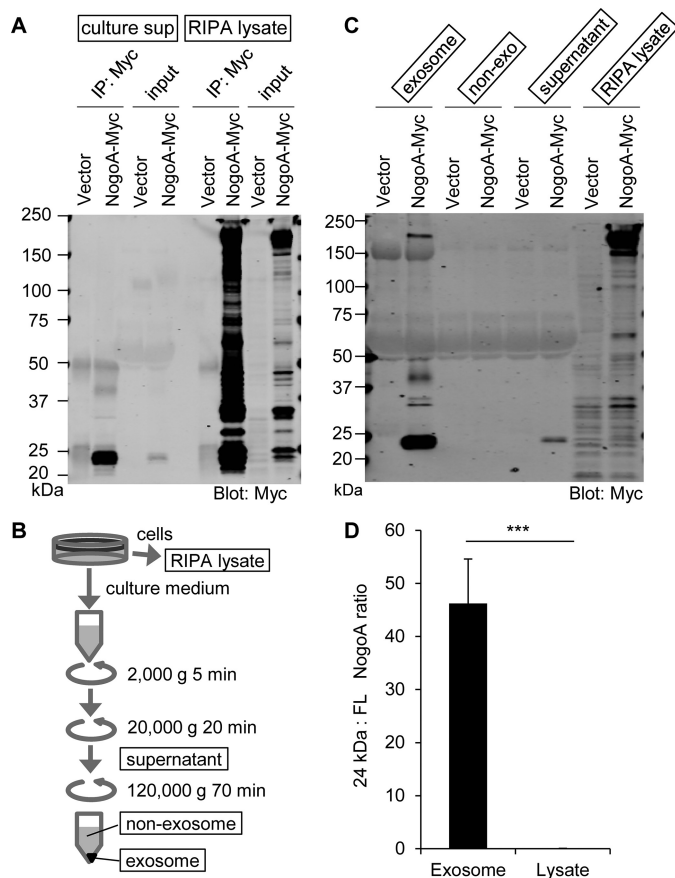 A
culture sup RIPA lysate
IP: Myc input IP: Myc input
Vector NogoA-Myc Vector NogoA-Myc Vector NogoA-Myc Vector NogoA-Myc
250
150
100
75
50
37
25
20
kDa
Blot: Myc
B
cells
RIPA lysate
culture medium
2,000 g 5 min
20,000 g 20 min
supernatant
120,000 g 70 min
non-exosome
exosome
C
exosome non-exo supernatant RIPA lysate
Vector NogoA-Myc Vector NogoA-Myc Vector NogoA-Myc Vector NogoA-Myc
250
150
100
75
50
37
25
20
kDa
Blot: Myc
D
24 kDa : FL NogoA ratio
60
50
40
30
20
10
0
***
Exosome Lysate